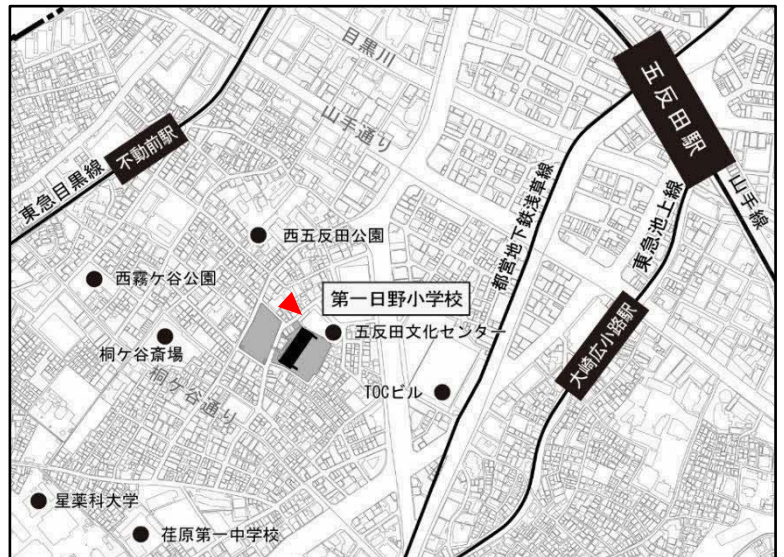 目黒川
山手通り
五反田駅
不動前駅
東急目黒線
山手線
都営地下鉄浅草線
東急池上線
西五反田公園
西霧ケ谷公園
第一日野小学校
五反田文化センター
桐ケ谷斎場
大崎広小路駅
桐ケ谷通り
TOCビル
星薬科大学
荏原第一中学校